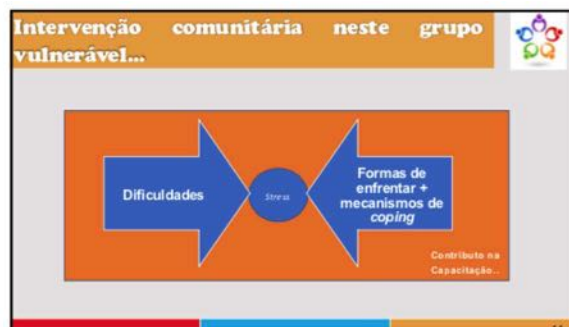 Intervenção comunitária neste grupo
vulnerável...
Dificuldades
Stress
Formas de
enfrentar +
mecanismos de
coping
Contributo na
Capacitação...